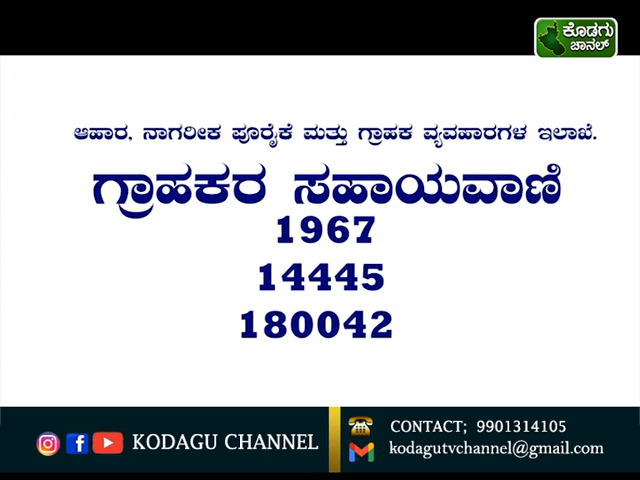 ಕೊಡಗು
ಚಾನಲ್
ಆಹಾರ, ನಾಗರೀಕ ಪೂರೈಕೆ ಮತ್ತು ಗ್ರಾಹಕ ವ್ಯವಹಾರಗಳ ಇಲಾಖೆ.
ಗ್ರಾಹಕರ ಸಹಾಯವಾಣಿ
1967
14445
180042
KODAGU CHANNEL
CONTACT; 9901314105
kodagutvchannel@gmail.com